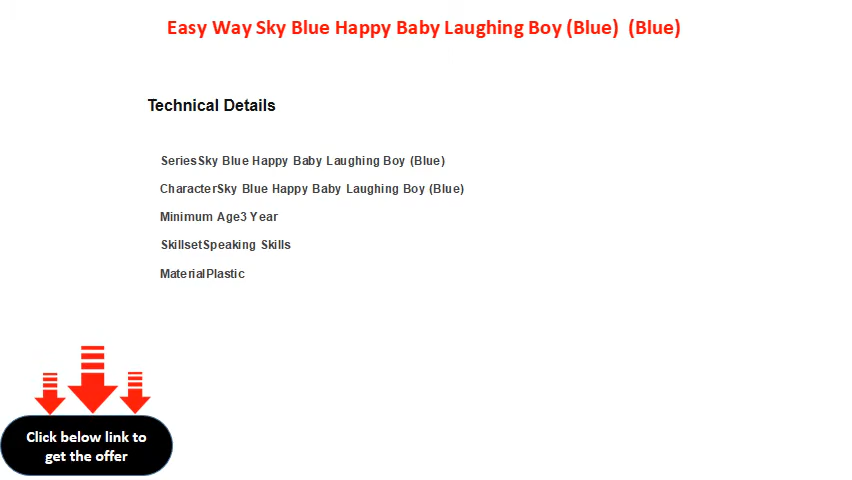 Easy Way Sky Blue Happy Baby Laughing Boy (Blue)  (Blue)
Technical Details
SeriesSky Blue Happy Baby Laughing Boy (Blue)
CharacterSky Blue Happy Baby Laughing Boy (Blue)
Minimum Age3 Year
SkillsetSpeaking Skills
MaterialPlastic
Click below link to
get the offer